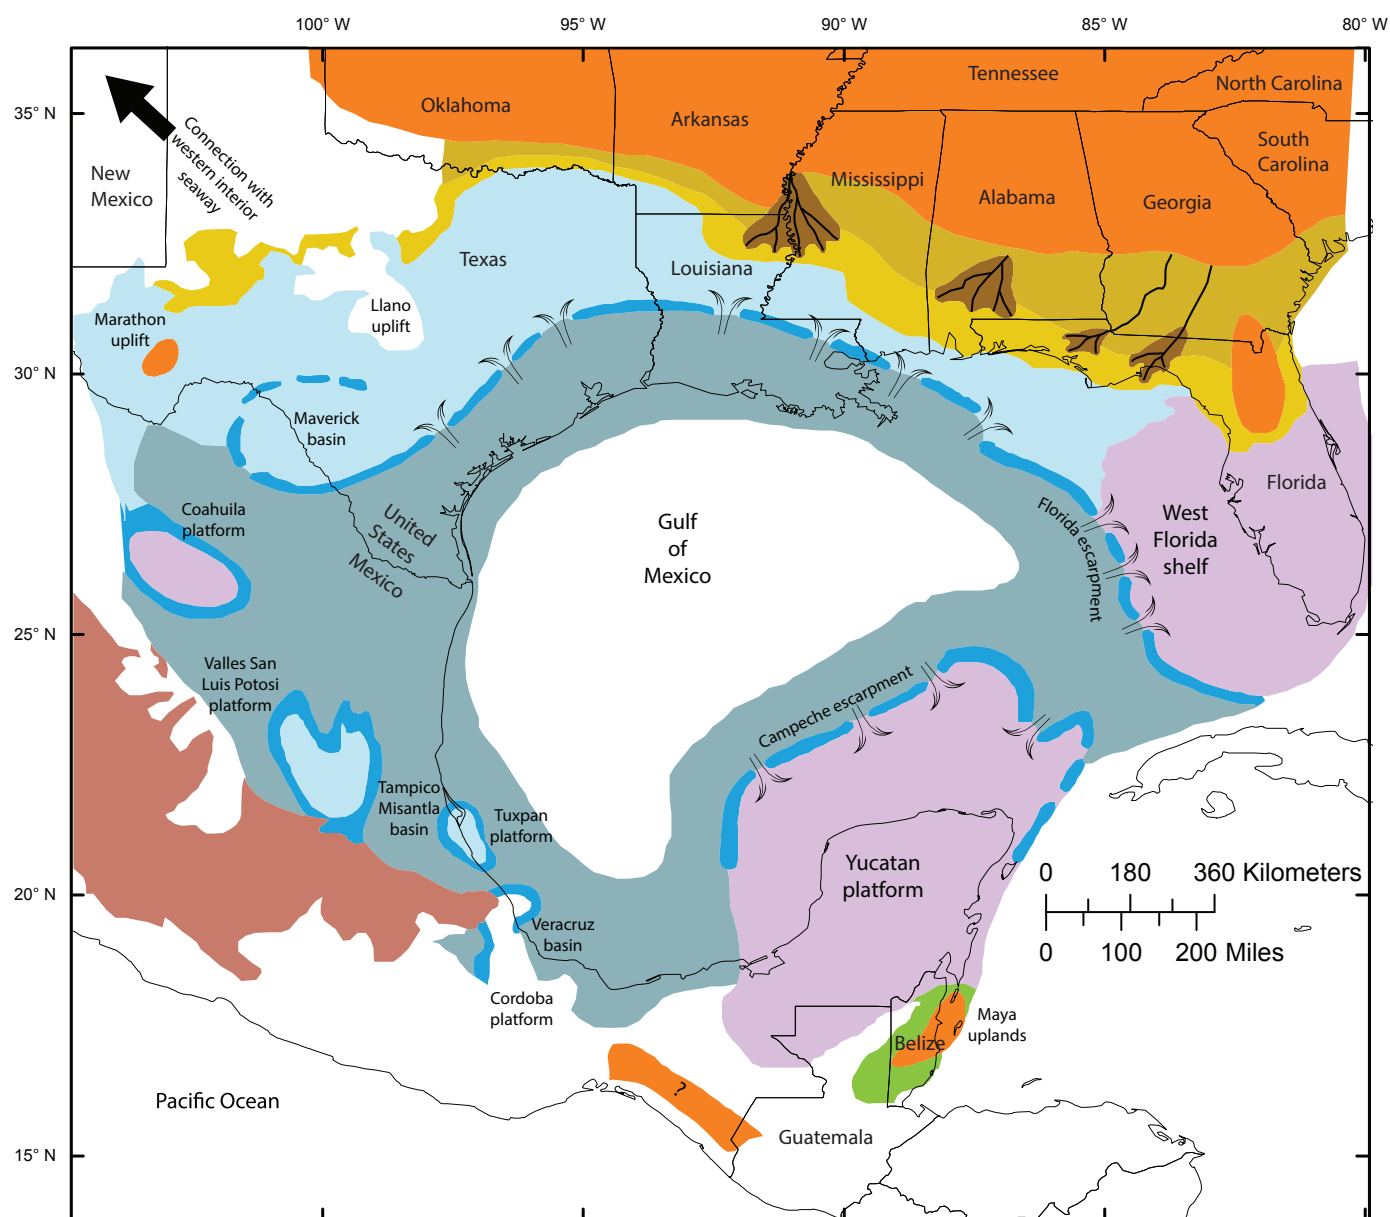 100° W
95° W
90° W
85° W
80° W
35° N
30° N
25° N
20° N
15° N
Connection with
western interior
seaway
New
Mexico
Oklahoma
Arkansas
Tennessee
North Carolina
South
Carolina
Mississippi
Alabama
Georgia
Texas
Louisiana
Llano
uplift
Marathon
uplift
Maverick
basin
Coahuila
platform
United
States
Mexico
Gulf
of
Mexico
Florida escarpment
West
Florida
shelf
Florida
Valles San
Luis Potosi
platform
Campeche escarpment
Tampico
Misantla
basin
Tuxpan
platform
Yucatan
platform
0 180 360 Kilometers
0 100 200 Miles
Veracruz
basin
Cordoba
platform
Maya
uplands
Belize
?
Pacific Ocean
Guatemala